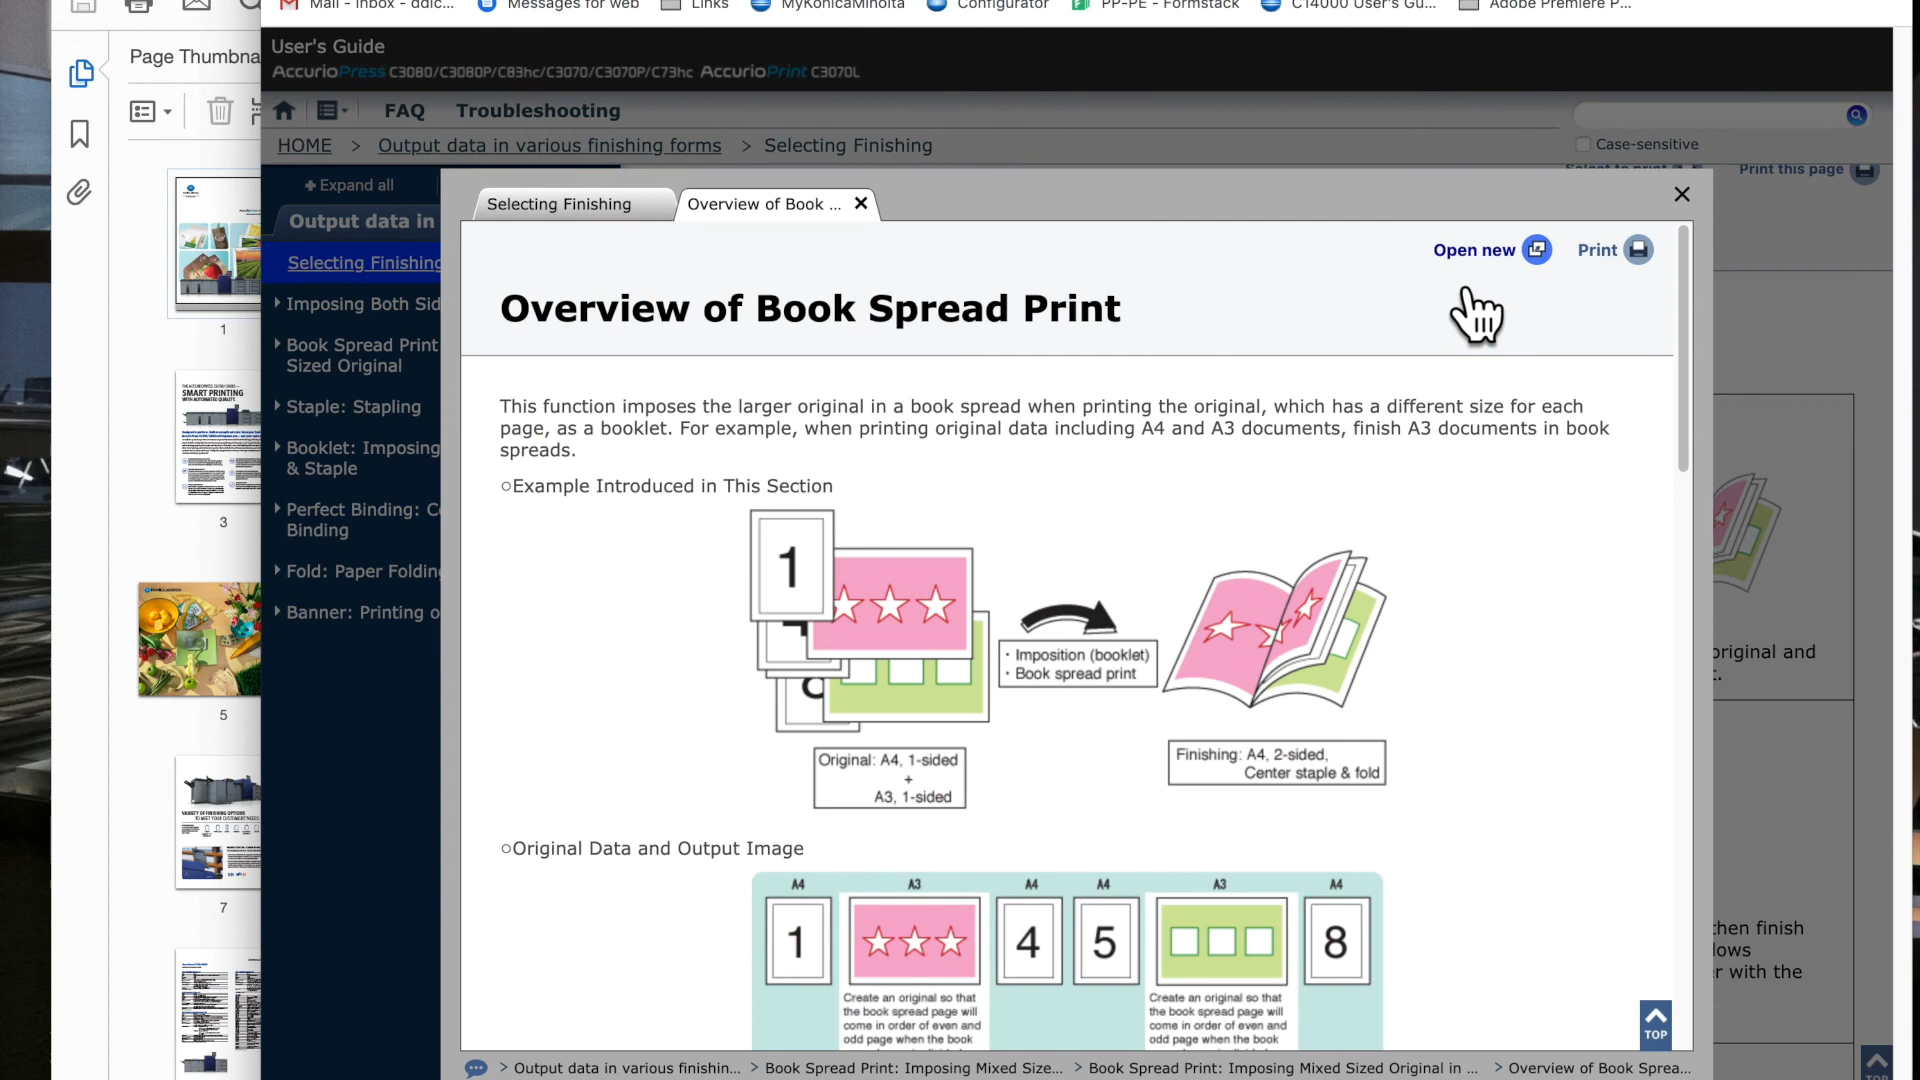 Mail - Inbox - ddic...
Messages for web
Links
MyKonicaMinolta
Configurator
PP-PE - Formstack
C14000 User's Gu...
Adobe Premiere P...
Page Thumbna
User's Guide
AccurioPress C3080/C3080P/C83hc/C3070/C3070P/C73hc AccurioPrint C3070L
FAQ
Troubleshooting
HOME > Output data in various finishing forms > Selecting Finishing
Case-sensitive
Print this page
Expand all
Output data in
Selecting Finishing
Imposing Both Sid
Book Spread Print
Sized Original
Staple: Stapling
Booklet: Imposing
& Staple
Perfect Binding: Co
Binding
Fold: Paper Folding
Banner: Printing o
1
SMART PRINTING
3
5
7
Selecting Finishing
Overview of Book ...
Open new
Print
Overview of Book Spread Print
This function imposes the larger original in a book spread when printing the original, which has a different size for each
page, as a booklet. For example, when printing original data including A4 and A3 documents, finish A3 documents in book
spreads.
○Example Introduced in This Section
1
· Imposition (booklet)
· Book spread print
Original: A4, 1-sided
+
A3, 1-sided
Finishing: A4, 2-sided,
Center staple & fold
○Original Data and Output Image
A4 A3 A4 A4 A3 A4
1 4 5 8
Create an original so that
the book spread page will
come in order of even and
odd page when the book
Create an original so that
the book spread page will
come in order of even and
odd page when the book
TOP
original and
then finish
lows
r with the
> Output data in various finishin... > Book Spread Print: Imposing Mixed Size... > Book Spread Print: Imposing Mixed Sized Original in ... > Overview of Book Sprea...